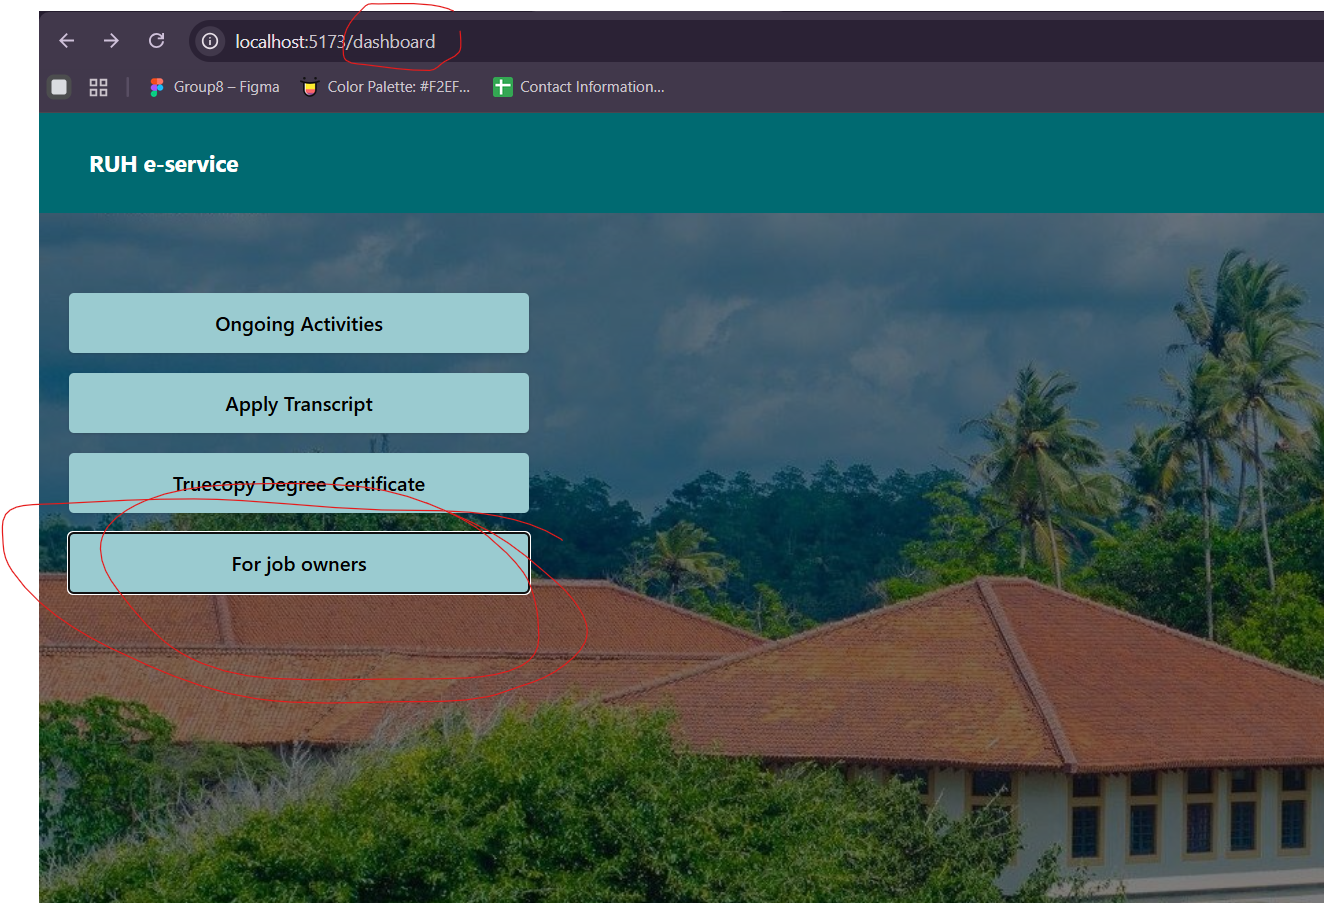 localhost:5173/dashboard
Group8 – Figma Color Palette: #F2EF... Contact Information...
RUH e-service
Ongoing Activities
Apply Transcript
Truecopy Degree Certificate
For job owners